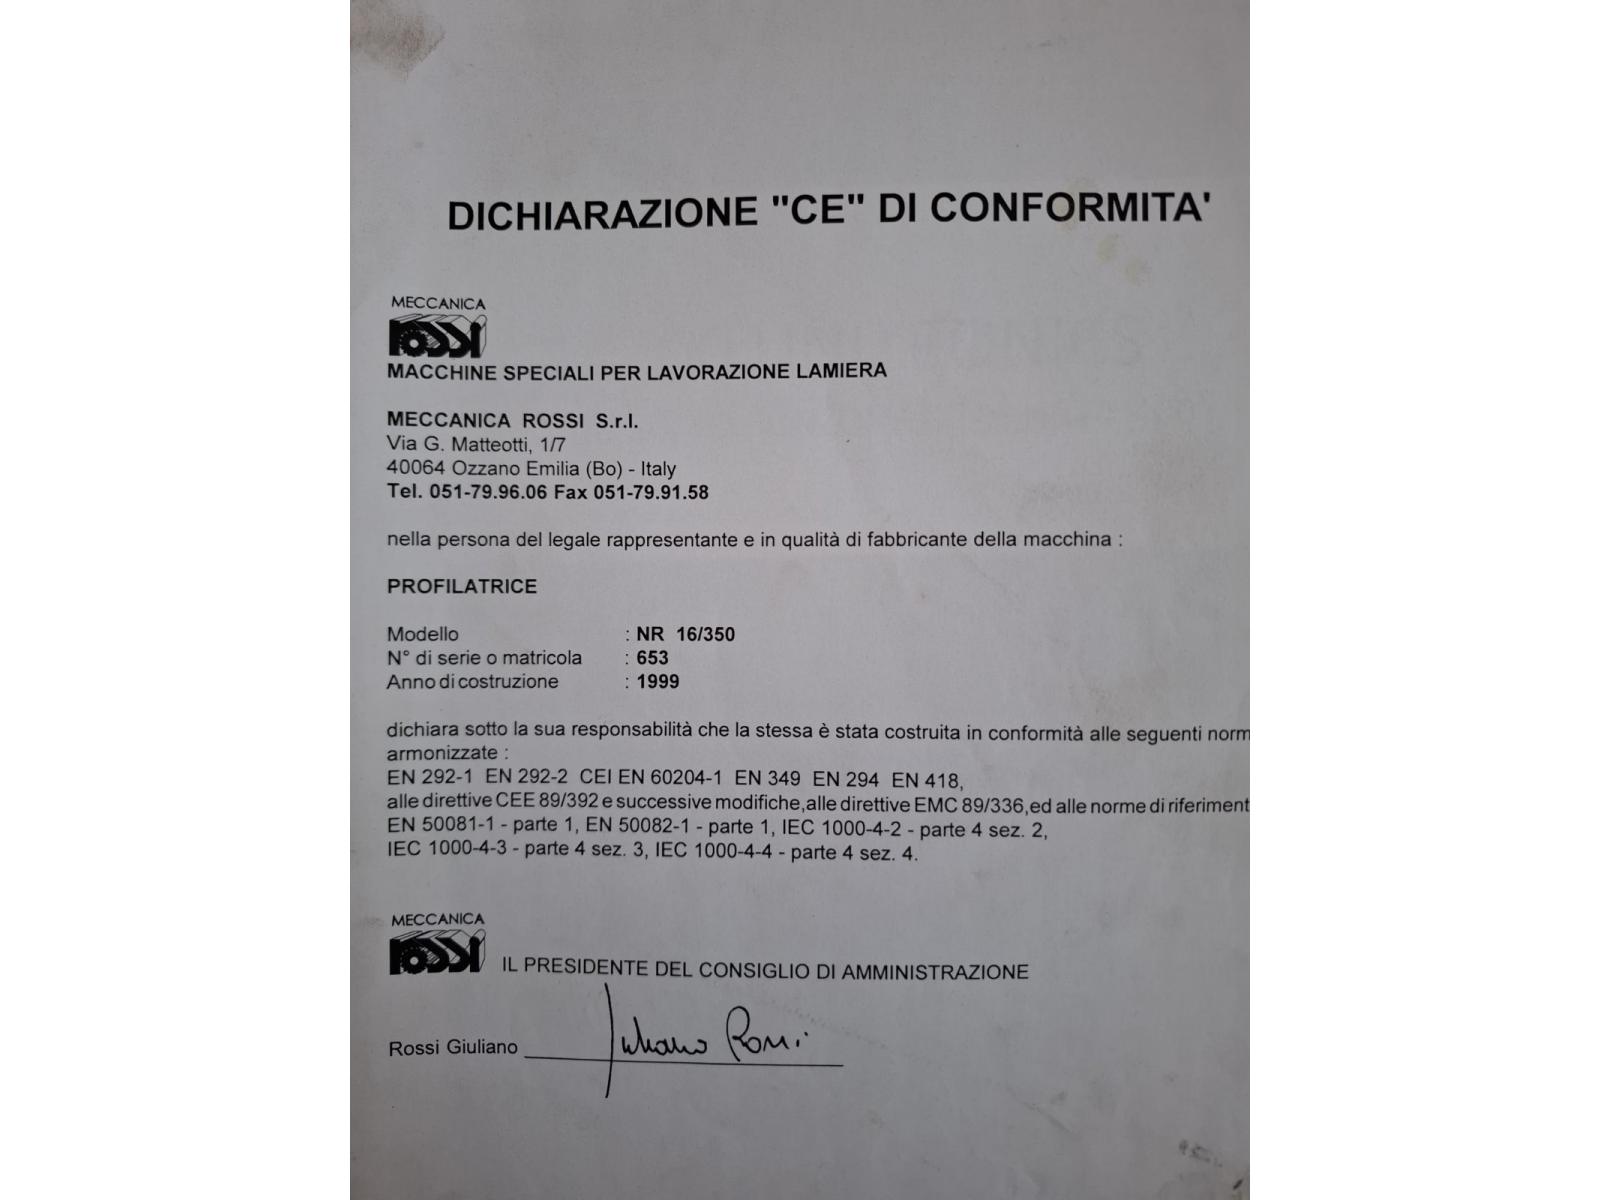 DICHIARAZIONE "CE" DI CONFORMITA'
MECCANICA
rossi
MACCHINE SPECIALI PER LAVORAZIONE LAMIERA
MECCANICA ROSSI S.r.l.
Via G. Matteotti, 1/7
40064 Ozzano Emilia (Bo) - Italy
Tel. 051-79.96.06 Fax 051-79.91.58
nella persona del legale rappresentante e in qualità di fabbricante della macchina :
PROFILATRICE
Modello : NR 16/350
N° di serie o matricola : 653
Anno di costruzione : 1999
dichiara sotto la sua responsabilità che la stessa è stata costruita in conformità alle seguenti norm
armonizzate :
EN 292-1 EN 292-2 CEI EN 60204-1 EN 349 EN 294 EN 418,
alle direttive CEE 89/392 e successive modifiche,alle direttive EMC 89/336,ed alle norme di riferiment
EN 50081-1 - parte 1, EN 50082-1 - parte 1, IEC 1000-4-2 - parte 4 sez. 2,
IEC 1000-4-3 - parte 4 sez. 3, IEC 1000-4-4 - parte 4 sez. 4.
MECCANICA
rossi
IL PRESIDENTE DEL CONSIGLIO DI AMMINISTRAZIONE
Rossi Giuliano Giuliano Rossi